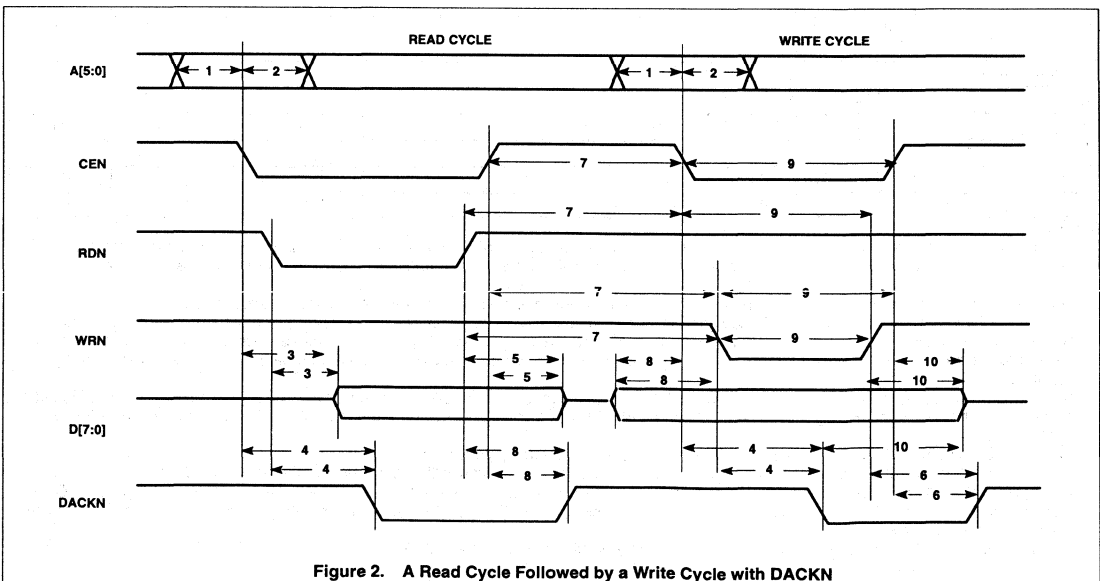 READ CYCLE WRITE CYCLE
A[5:0] 1 2 1 2
CEN 7 9
7 9
RDN
7 9
WRN 7 9
3 5 8 10
3 5 8 10
D[7:0]
4 8 4 10
4 8 4 6
6
DACKN
Figure 2. A Read Cycle Followed by a Write Cycle with DACKN